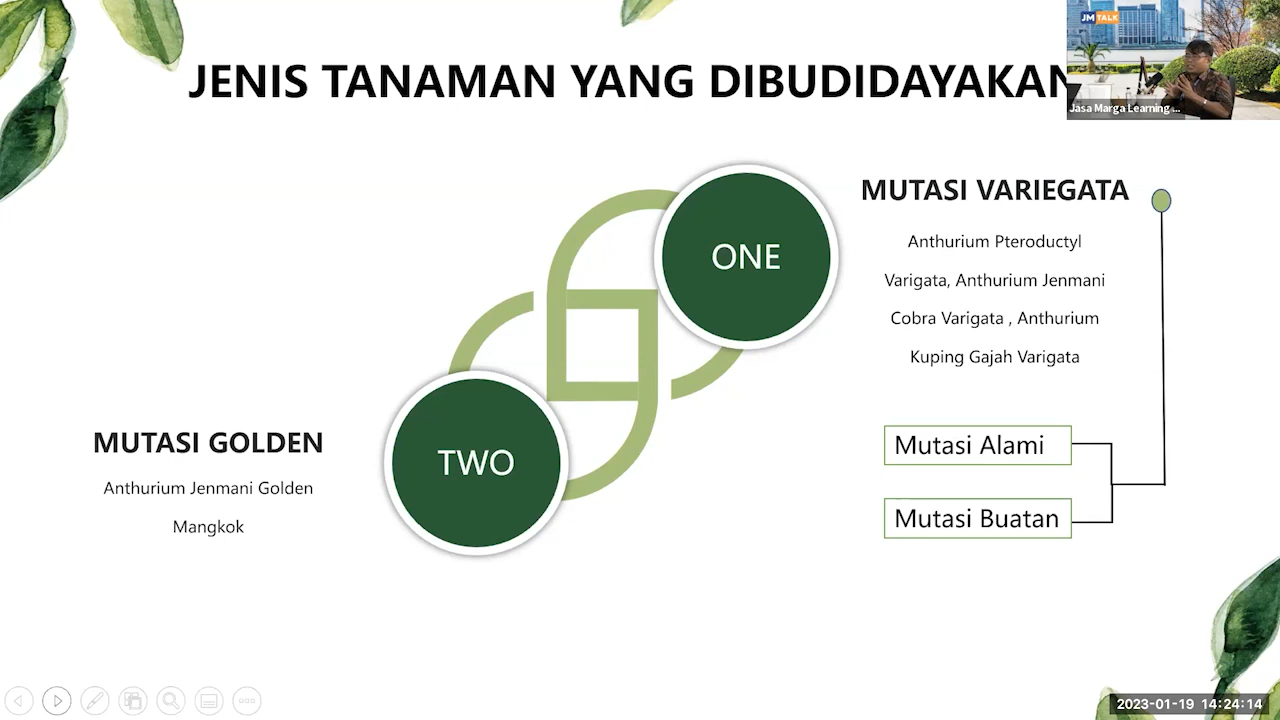 JENIS TANAMAN YANG DIBUDIDAYAKAN
JM TALK
Jasa Marga Learning ...
ONE
MUTASI VARIEGATA
Anthurium Pteroductyl
Varigata, Anthurium Jenmani
Cobra Varigata , Anthurium
Kuping Gajah Varigata
Mutasi Alami
Mutasi Buatan
TWO
MUTASI GOLDEN
Anthurium Jenmani Golden
Mangkok
2023-01-19 14:24:14